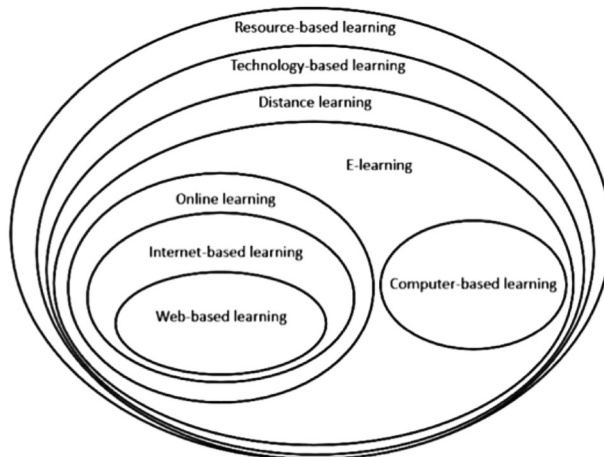 Resource-based learning
Technology-based learning
Distance learning
E-learning
Online learning
Internet-based learning
Computer-based learning
Web-based learning